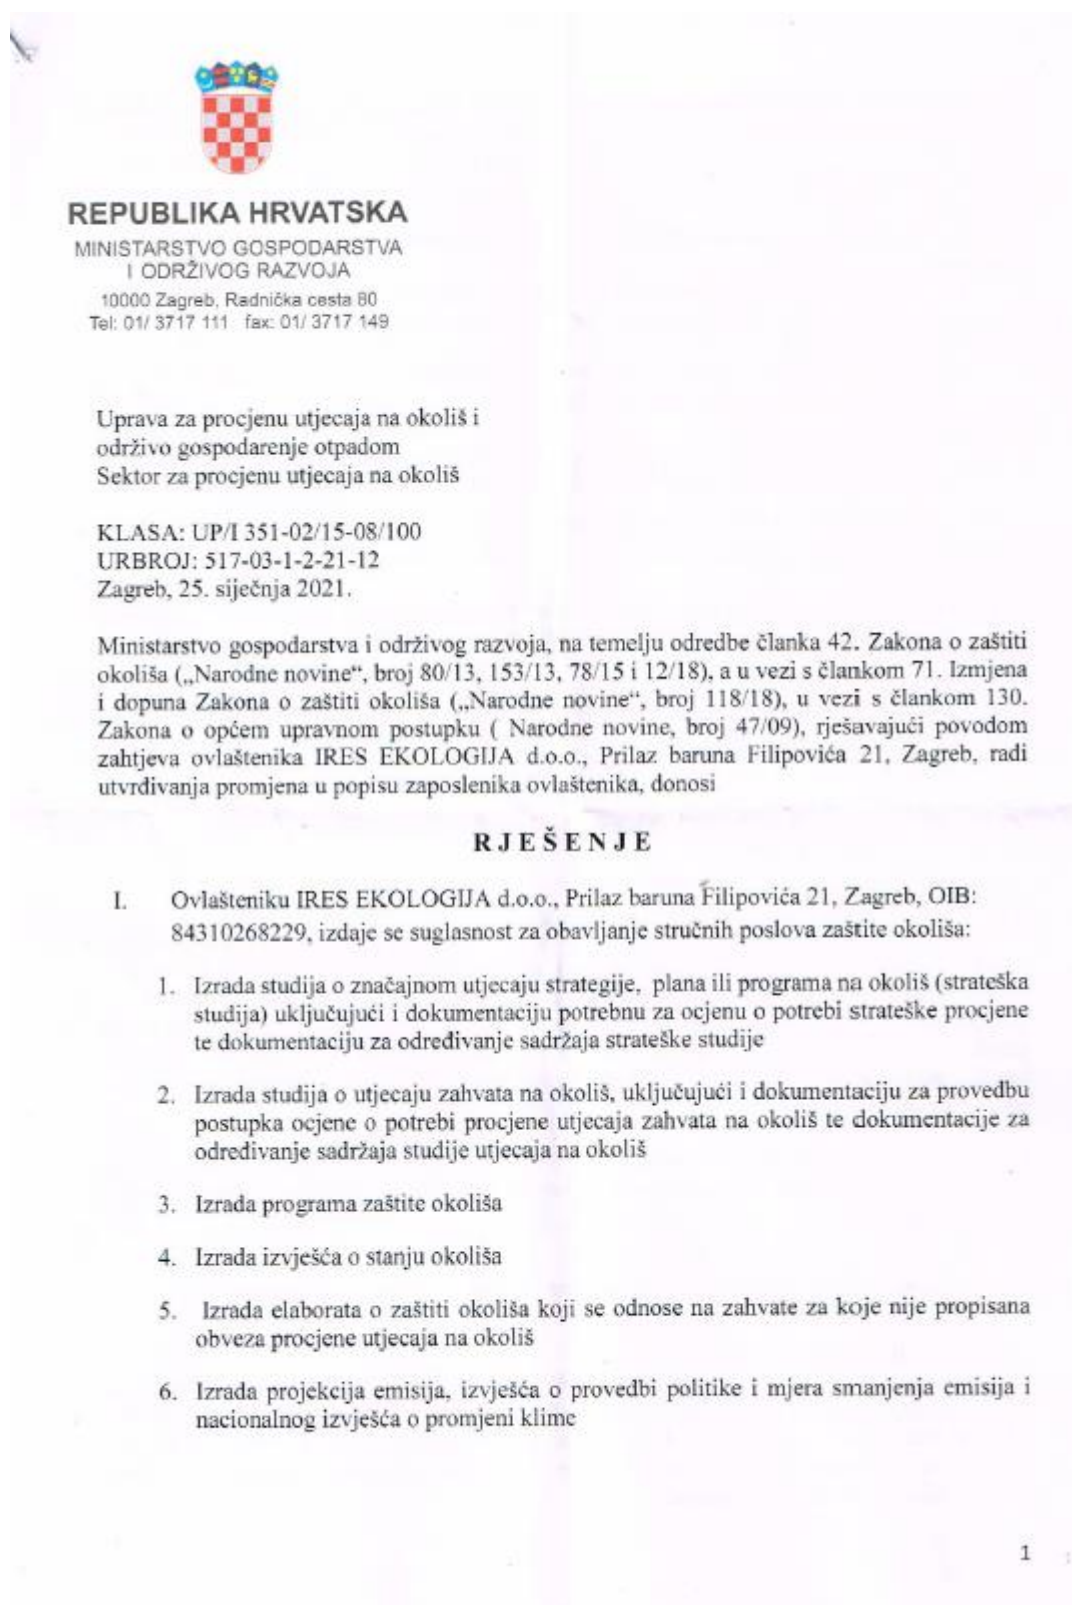 REPUBLIKA HRVATSKA
MINISTARSTVO GOSPODARSTVA
I ODRŽIVOG RAZVOJA
10000 Zagreb, Radnička cesta 80
Tel: 01/ 3717 111 fax: 01/ 3717 149
Uprava za procjenu utjecaja na okoliš i
održivo gospodarenje otpadom
Sektor za procjenu utjecaja na okoliš
KLASA: UP/I 351-02/15-08/100
URBROJ: 517-03-1-2-21-12
Zagreb, 25. siječnja 2021.
Ministarstvo gospodarstva i održivog razvoja, na temelju odredbe članka 42. Zakona o zaštiti
okoliša („Narodne novine“, broj 80/13, 153/13, 78/15 i 12/18), a u vezi s člankom 71. Izmjena
i dopuna Zakona o zaštiti okoliša („Narodne novine“, broj 118/18), u vezi s člankom 130.
Zakona o općem upravnom postupku ( Narodne novine, broj 47/09), rješavajući povodom
zahtjeva ovlaštenika IRES EKOLOGIJA d.o.o., Prilaz baruna Filipovića 21, Zagreb, radi
utvrđivanja promjena u popisu zaposlenika ovlaštenika, donosi
RJEŠENJE
I. Ovlašteniku IRES EKOLOGIJA d.o.o., Prilaz baruna Filipovića 21, Zagreb, OIB:
84310268229, izdaje se suglasnost za obavljanje stručnih poslova zaštite okoliša:
1. Izrada studija o značajnom utjecaju strategije, plana ili programa na okoliš (strateška
studija) uključujući i dokumentaciju potrebnu za ocjenu o potrebi strateške procjene
te dokumentaciju za određivanje sadržaja strateške studije
2. Izrada studija o utjecaju zahvata na okoliš, uključujući i dokumentaciju za provedbu
postupka ocjene o potrebi procjene utjecaja zahvata na okoliš te dokumentacije za
određivanje sadržaja studije utjecaja na okoliš
3. Izrada programa zaštite okoliša
4. Izrada izvješća o stanju okoliša
5. Izrada elaborata o zaštiti okoliša koji se odnose na zahvate za koje nije propisana
obveza procjene utjecaja na okoliš
6. Izrada projekcija emisija, izvješća o provedbi politike i mjera smanjenja emisija i
nacionalnog izvješća o promjeni klime
1